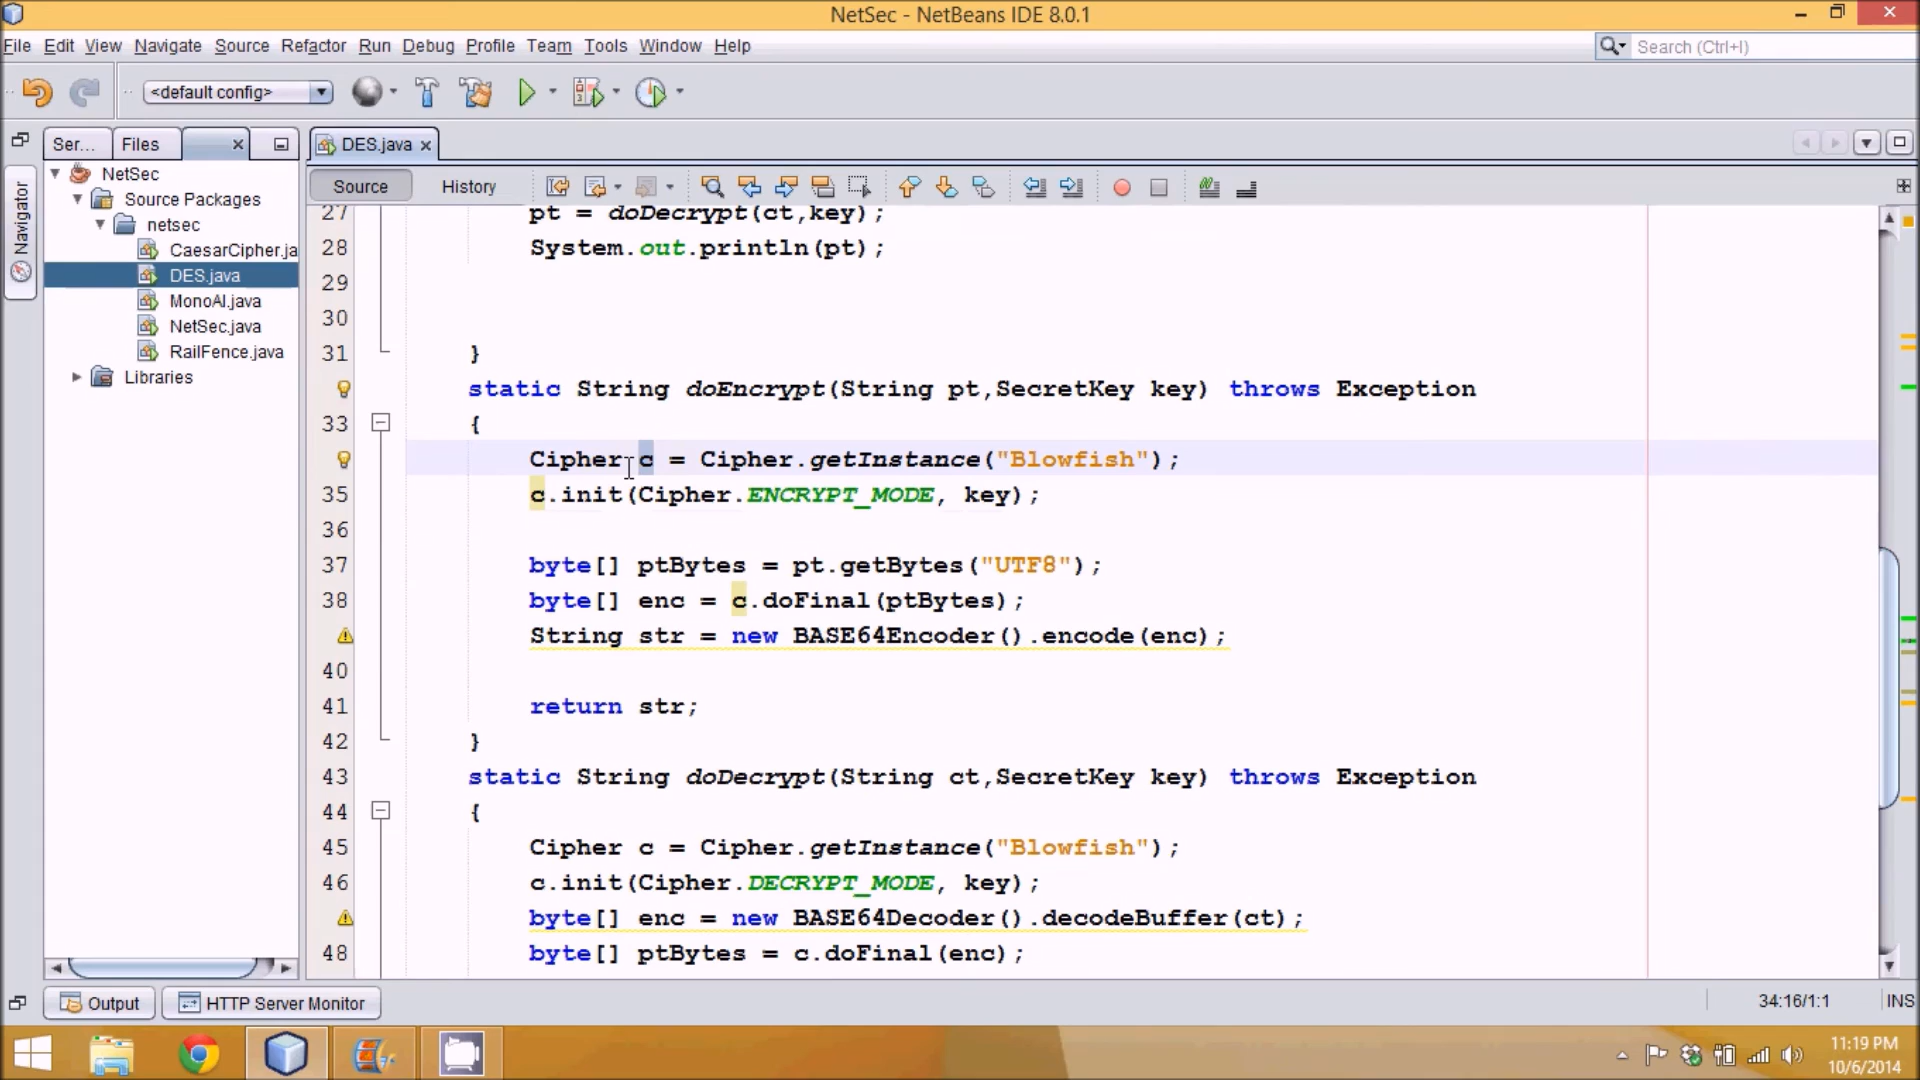 NetSec - NetBeans IDE 8.0.1
File Edit View Navigate Source Refactor Run Debug Profile Team Tools Window Help
Search (Ctrl+I)
<default config>
Ser... Files
DES.java
Navigator
NetSec
Source Packages
netsec
CaesarCipher.ja
DES.java
MonoAl.java
NetSec.java
RailFence.java
Libraries
Source History
27 pt = doDecrypt(ct,key);
28 System.out.println(pt);
29
30
31 }
static String doEncrypt(String pt,SecretKey key) throws Exception
33 {
Cipher c = Cipher.getInstance("Blowfish");
35 c.init(Cipher.ENCRYPT_MODE, key);
36
37 byte[] ptBytes = pt.getBytes("UTF8");
38 byte[] enc = c.doFinal(ptBytes);
String str = new BASE64Encoder().encode(enc);
40
41 return str;
42 }
43 static String doDecrypt(String ct,SecretKey key) throws Exception
44 {
45 Cipher c = Cipher.getInstance("Blowfish");
46 c.init(Cipher.DECRYPT_MODE, key);
byte[] enc = new BASE64Decoder().decodeBuffer(ct);
48 byte[] ptBytes = c.doFinal(enc);
Output HTTP Server Monitor
34:16/1:1 INS
11:19 PM
10/6/2014